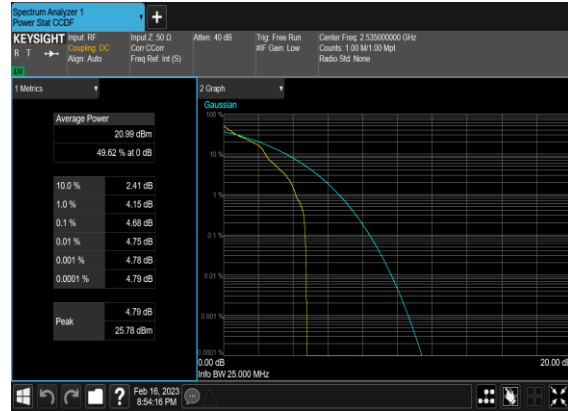 Spectrum Analyzer 1
Power Stat CCDF
KEYSIGHT
R T
LXI
Input: RF
Coupling: DC
Align: Auto
Input Z: 50 Ω
Corr CCorr
Freq Ref: Int (S)
Atten: 40 dB
Trig: Free Run
#IF Gain: Low
Center Freq: 2.535000000 GHz
Counts: 1.00 M/1.00 Mpt
Radio Std: None
1 Metrics
Average Power
20.99 dBm
49.62 % at 0 dB
10.0 % 2.41 dB
1.0 % 4.15 dB
0.1 % 4.68 dB
0.01 % 4.75 dB
0.001 % 4.78 dB
0.0001 % 4.79 dB
Peak
4.79 dB
25.78 dBm
2 Graph
Gaussian
100 %
10 %
1 %
0.1 %
0.01 %
0.001 %
0.0001 %
0.00 dB
20.00 dB
Info BW 25.000 MHz
?
Feb 16, 2023
8:54:16 PM